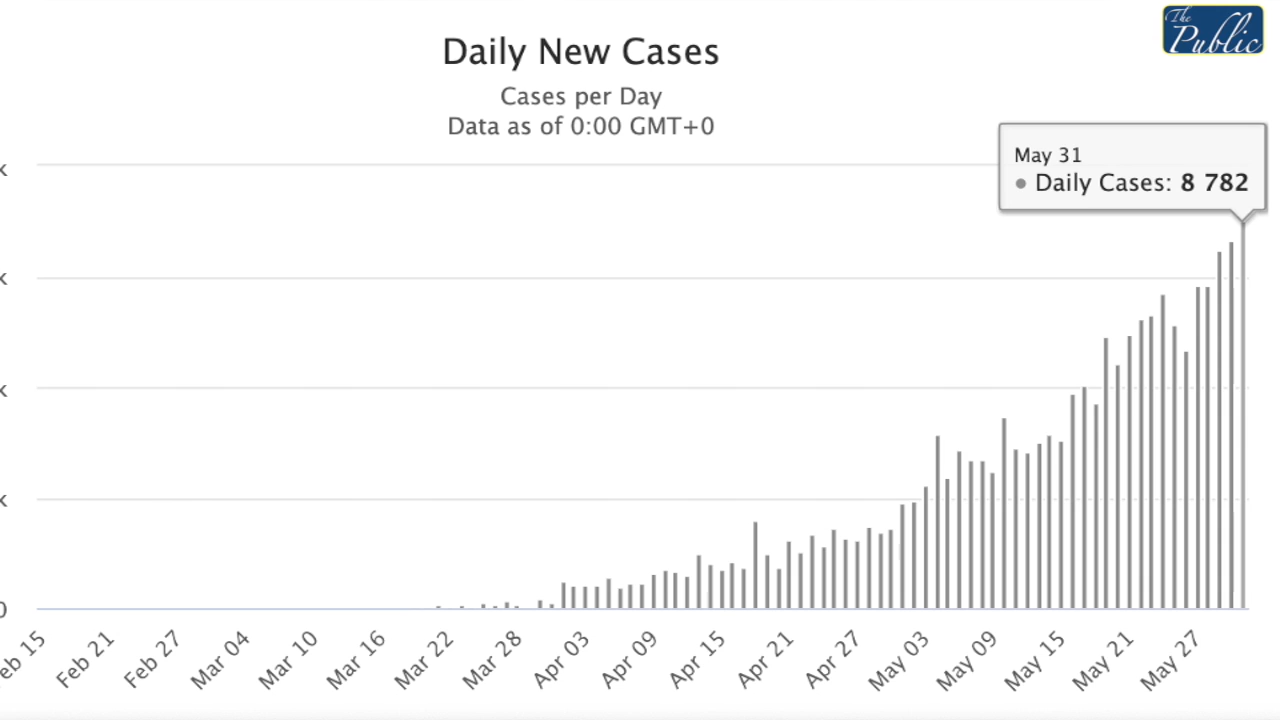 The
Public
Daily New Cases
Cases per Day
Data as of 0:00 GMT+0
May 31
● Daily Cases: 8 782
k
k
k
k
0
eb 15
Feb 21
Feb 27
Mar 04
Mar 10
Mar 16
Mar 22
Mar 28
Apr 03
Apr 09
Apr 15
Apr 21
Apr 27
May 03
May 09
May 15
May 21
May 27